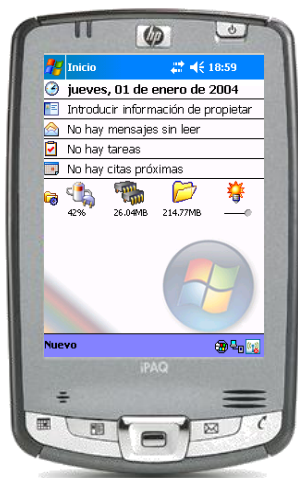 hp
Inicio 18:59
jueves, 01 de enero de 2004
Introducir información de propietar
No hay mensajes sin leer
No hay tareas
No hay citas próximas
42% 26.04MB 214.77MB
Nuevo
iPAQ